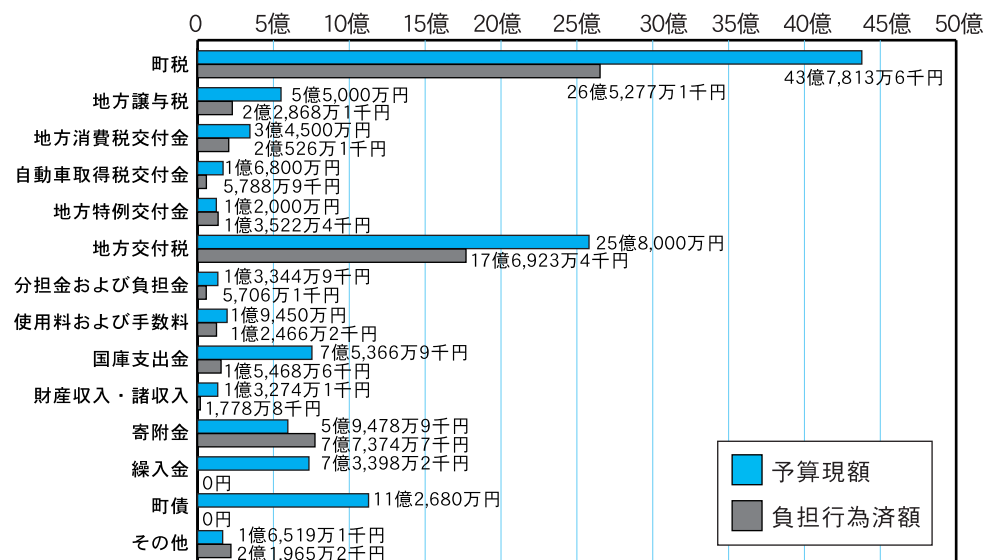 0 5億 10億 15億 20億 25億 30億 35億 40億 45億 50億
町税
43億7,813万6千円
26億5,277万1千円
地方譲与税
5億5,000万円
2億2,868万1千円
地方消費税交付金
3億4,500万円
2億526万1千円
自動車取得税交付金
1億6,800万円
5,788万9千円
地方特例交付金
1億2,000万円
1億3,522万4千円
地方交付税
25億8,000万円
17億6,923万4千円
分担金および負担金
1億3,344万9千円
5,706万1千円
使用料および手数料
1億9,450万円
1億2,466万2千円
国庫支出金
7億5,366万9千円
1億5,468万6千円
財産収入・諸収入
1億3,274万1千円
1,778万8千円
寄附金
5億9,478万9千円
7億7,374万7千円
繰入金
7億3,398万2千円
0円
町債
11億2,680万円
0円
その他
1億6,519万1千円
2億1,965万2千円
予算現額
負担行為済額